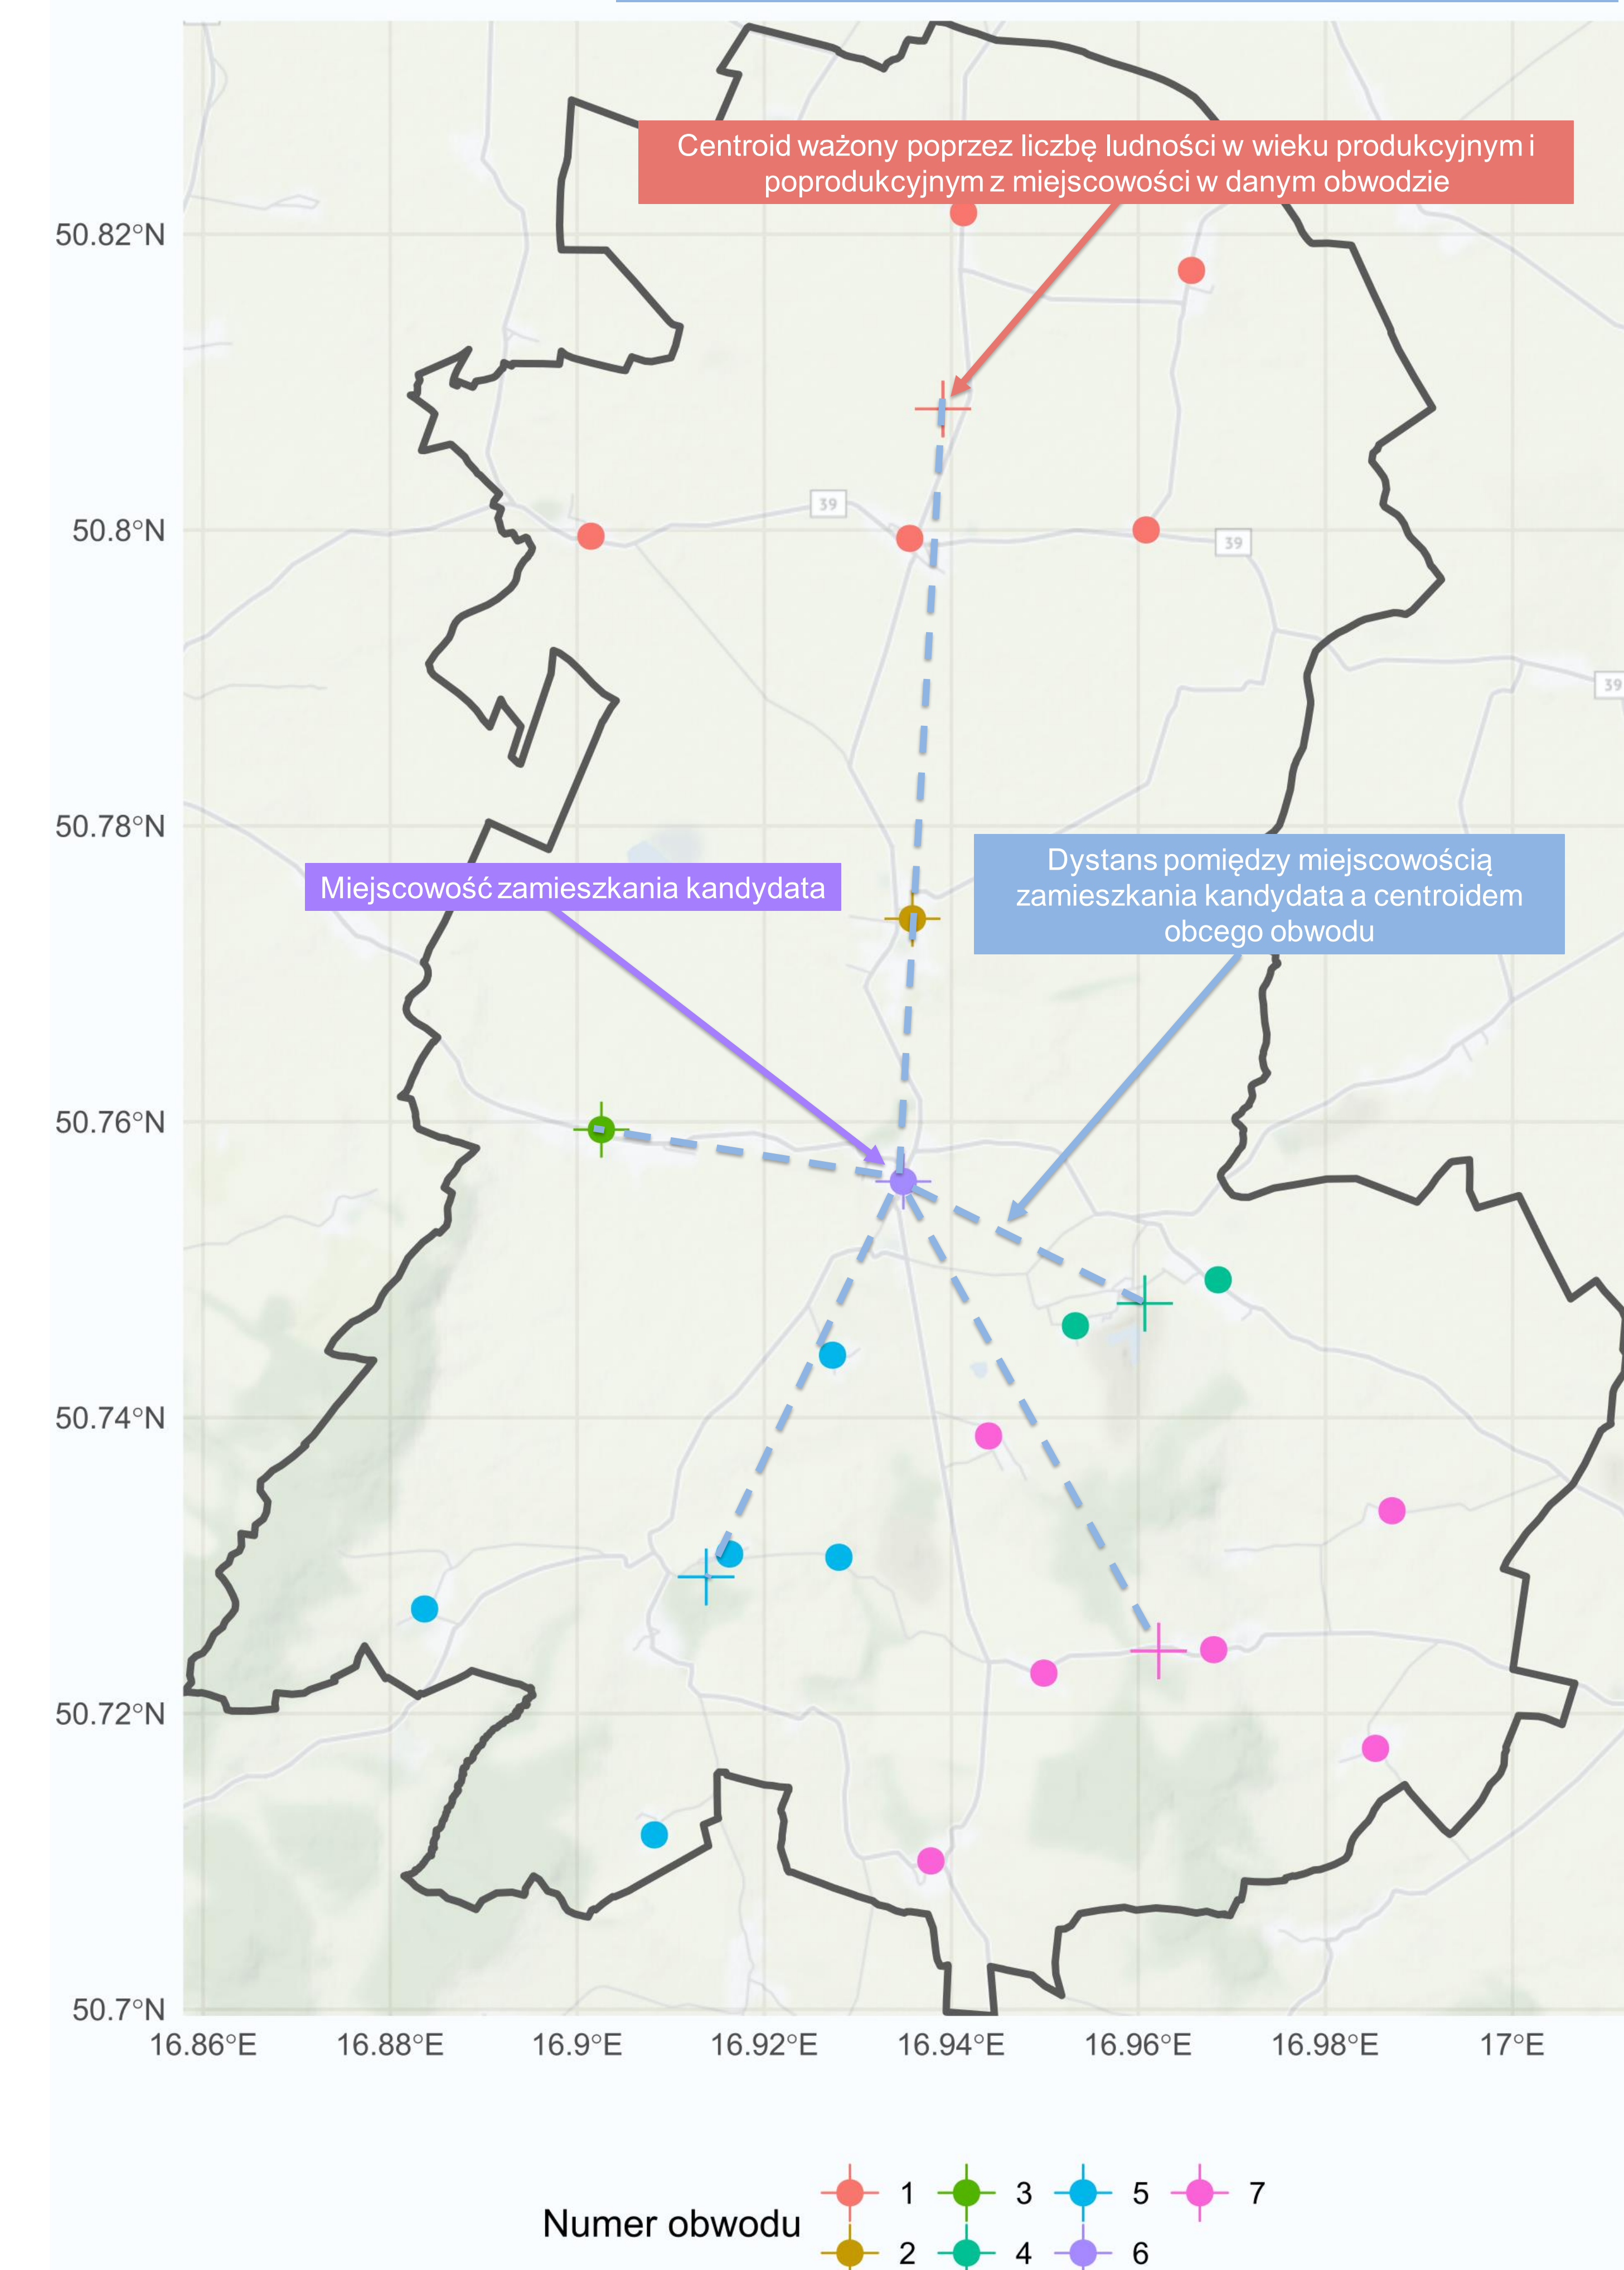 Centroid ważony poprzez liczbę ludności w wieku produkcyjnym i
poprodukcyjnym z miejscowości w danym obwodzie
50.82°N
39
50.8°N
39
39
50.78°N
Miejscowość zamieszkania kandydata
Dystans pomiędzy miejscowością
zamieszkania kandydata a centroidem
obcego obwodu
50.76°N
50.74°N
50.72°N
50.7°N
16.86°E 16.88°E 16.9°E 16.92°E 16.94°E 16.96°E 16.98°E 17°E
Numer obwodu
1 3 5 7
2 4 6